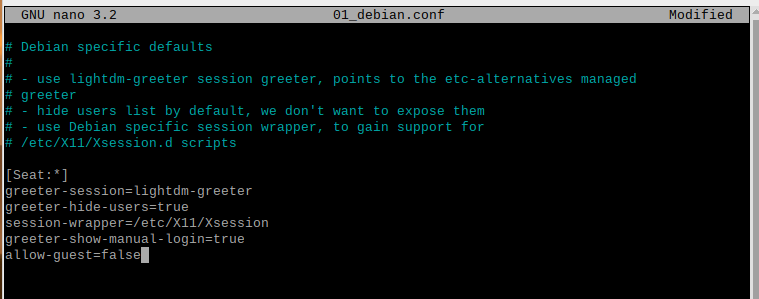 GNU nano 3.2 01_debian.conf Modified
# Debian specific defaults
#
# - use lightdm-greeter session greeter, points to the etc-alternatives managed
# greeter
# - hide users list by default, we don't want to expose them
# - use Debian specific session wrapper, to gain support for
# /etc/X11/Xsession.d scripts
[Seat:*]
greeter-session=lightdm-greeter
greeter-hide-users=true
session-wrapper=/etc/X11/Xsession
greeter-show-manual-login=true
allow-guest=false